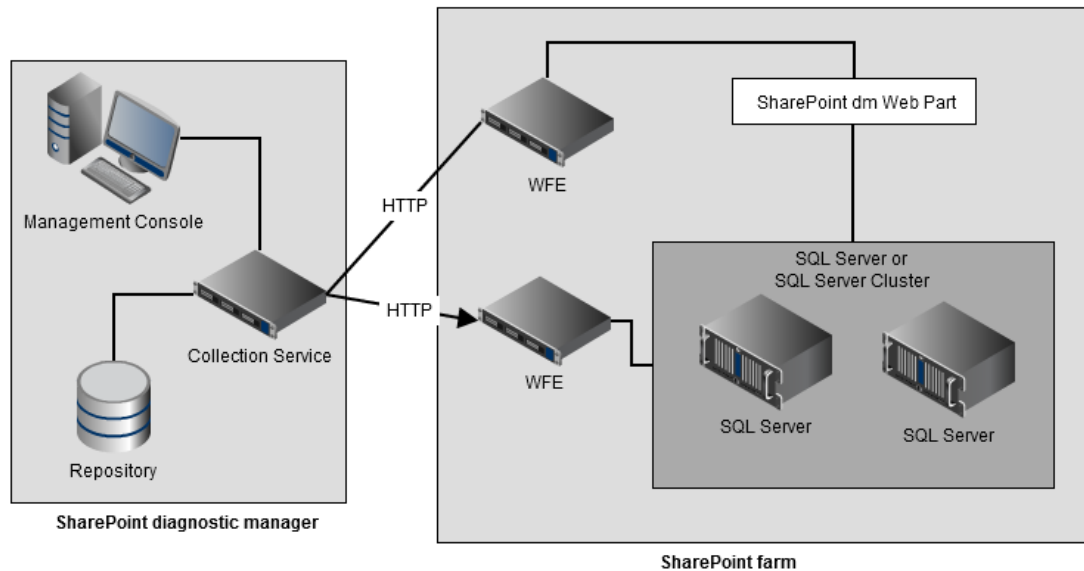 Management Console
Collection Service
Repository
SharePoint diagnostic manager
HTTP
HTTP
WFE
WFE
SharePoint dm Web Part
SQL Server or
SQL Server Cluster
SQL Server
SQL Server
SharePoint farm